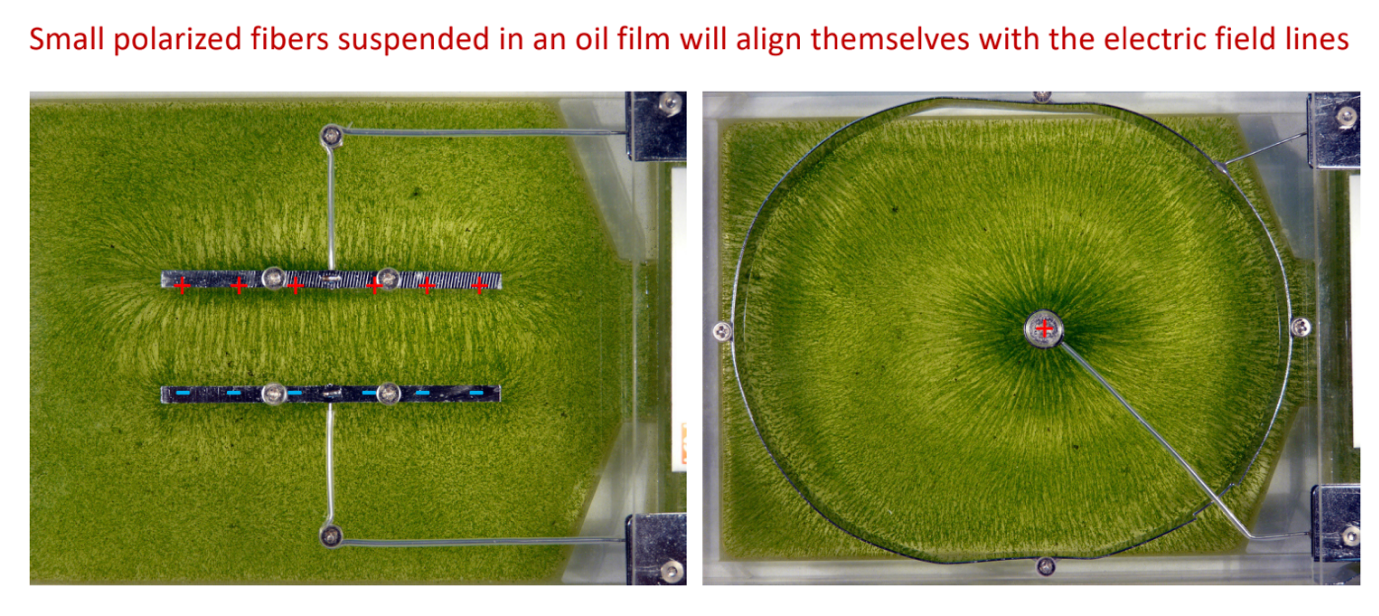 Small polarized fibers suspended in an oil film will align themselves with the electric field lines
+ + + + + +
- - - - - -
+